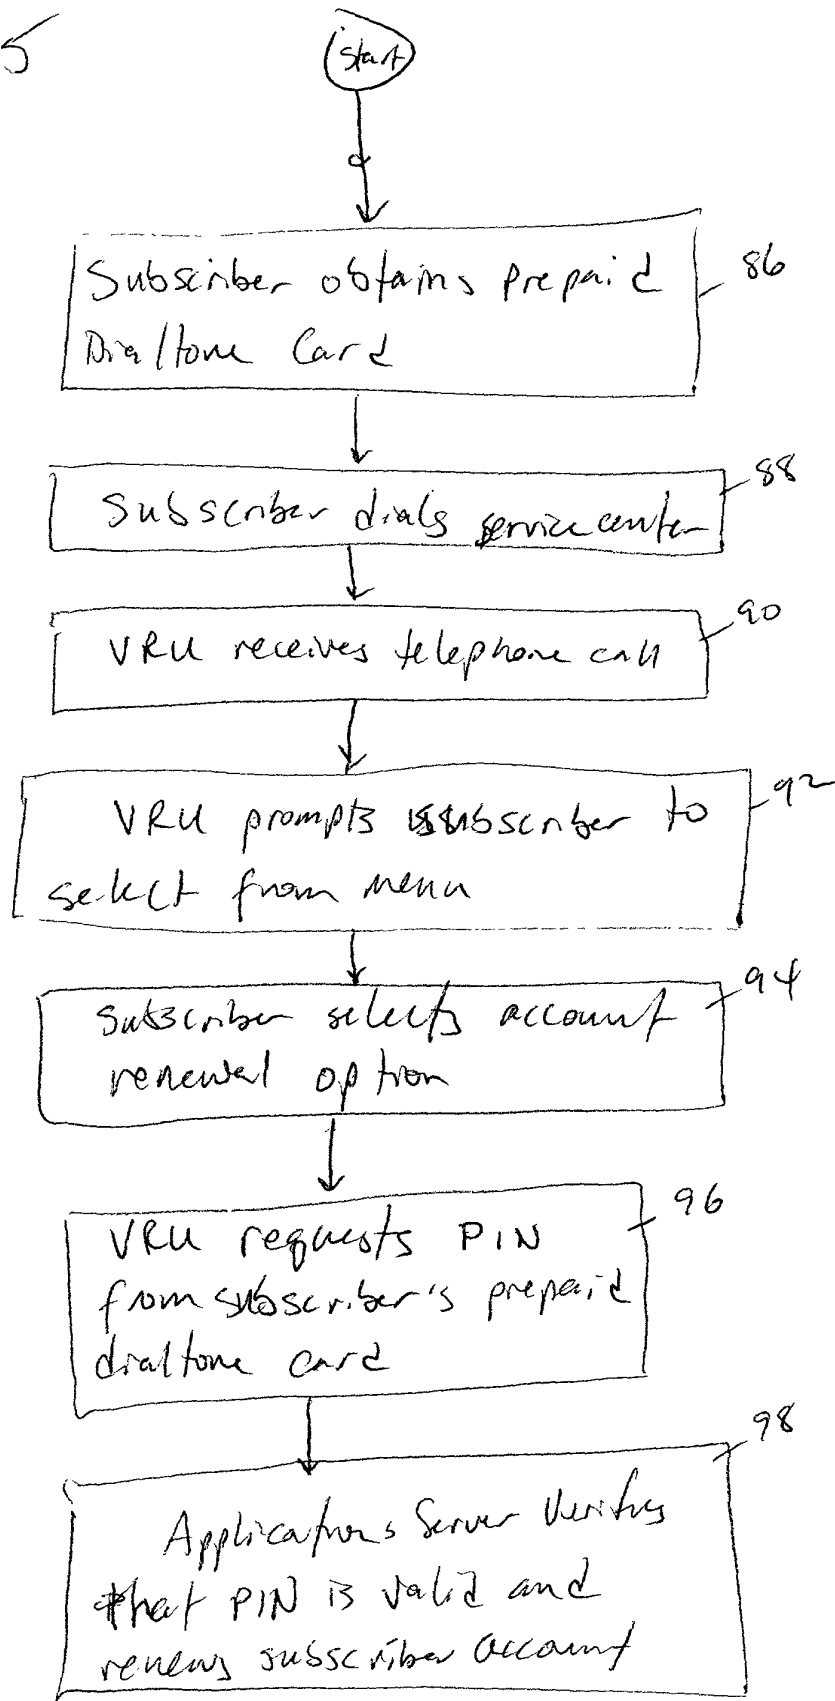 5
Start
Subscriber obtains prepaid
Dialtone Card
86
Subscriber dials service center
88
VRU receives telephone call
90
VRU prompts subscriber to
select from menu
92
Subscriber selects account
renewal option
94
VRU requests PIN
from subscriber's prepaid
dialtone card
96
Applications Server Verifies
that PIN is valid and
renews subscriber account
98